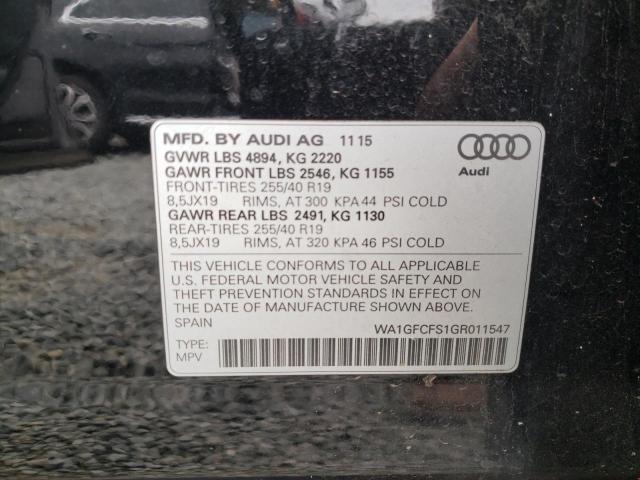 MFD. BY AUDI AG 11 15
GVWR LBS 4894, KG 2220
GAWR FRONT LBS 2546, KG 1155
FRONT-TIRES 255/40 R19
8,5JX19 RIMS, AT 300 KPA 44 PSI COLD
GAWR REAR LBS 2491, KG 1130
REAR-TIRES 255/40 R19
8,5JX19 RIMS, AT 320 KPA 46 PSI COLD
Audi
THIS VEHICLE CONFORMS TO ALL APPLICABLE
U.S. FEDERAL MOTOR VEHICLE SAFETY AND
THEFT PREVENTION STANDARDS IN EFFECT ON
THE DATE OF MANUFACTURE SHOWN ABOVE.
SPAIN
WA1GFCFS1GR011547
TYPE:
MPV